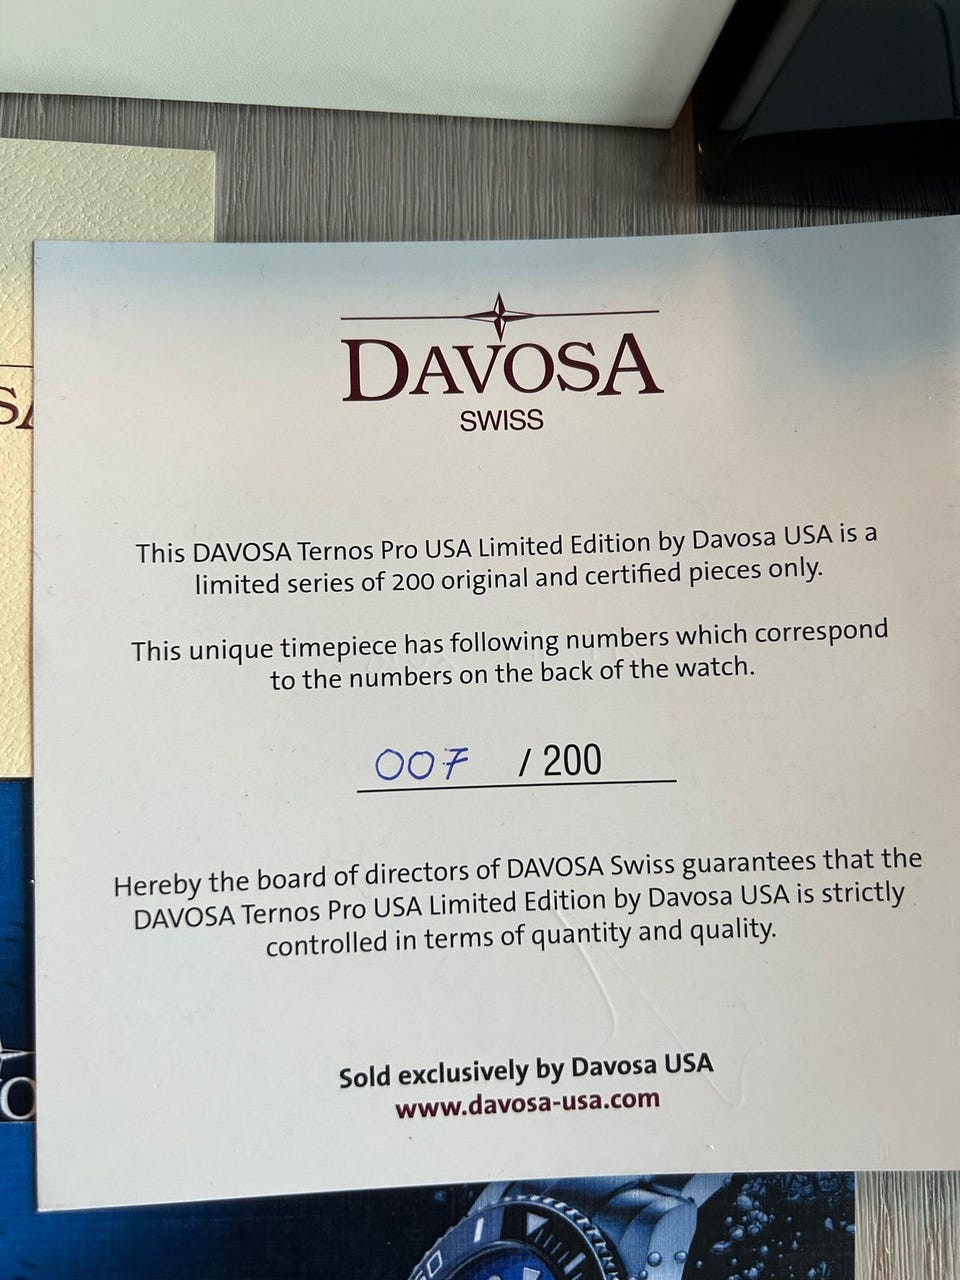 DAVOSA
SWISS
This DAVOSA Ternos Pro USA Limited Edition by Davosa USA is a
limited series of 200 original and certified pieces only.
This unique timepiece has following numbers which correspond
to the numbers on the back of the watch.
007 / 200
Hereby the board of directors of DAVOSA Swiss guarantees that the
DAVOSA Ternos Pro USA Limited Edition by Davosa USA is strictly
controlled in terms of quantity and quality.
Sold exclusively by Davosa USA
www.davosa-usa.com